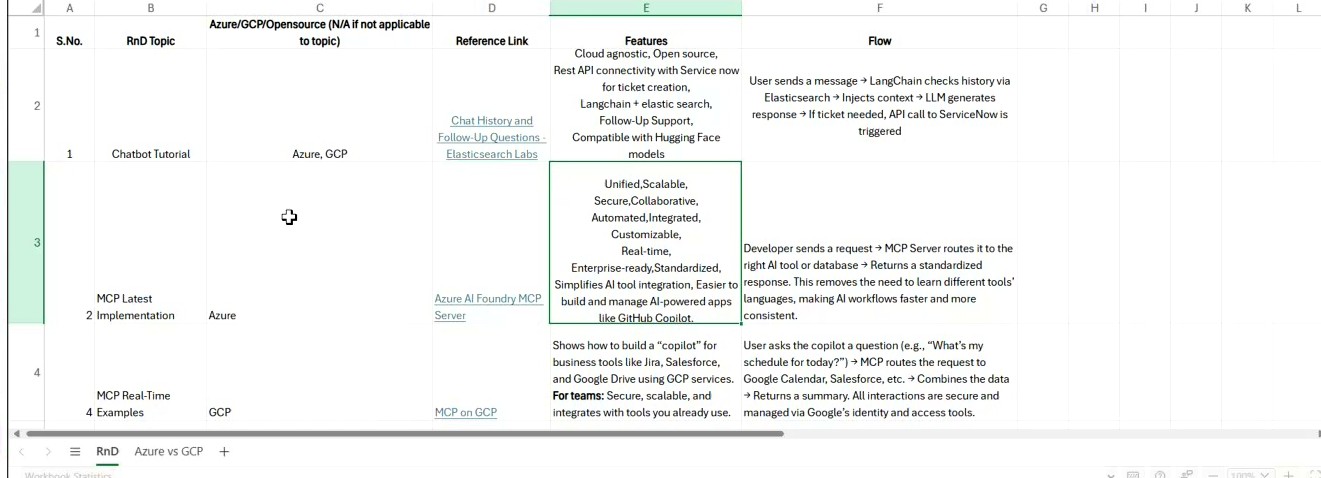 A B C D E F G H I J K L
1
S.No.
RnD Topic
Azure/GCP/Opensource (N/A if not applicable
to topic)
Reference Link
Features
Flow
2
1
Chatbot Tutorial
Azure, GCP
Chat History and
Follow-Up Questions -
Elasticsearch Labs
Cloud agnostic, Open source,
Rest API connectivity with Service now
for ticket creation,
Langchain + elastic search,
Follow-Up Support,
Compatible with Hugging Face
models
User sends a message → LangChain checks history via
Elasticsearch → Injects context → LLM generates
response → If ticket needed, API call to ServiceNow is
triggered
3
2
MCP Latest
Implementation
Azure
Azure AI Foundry MCP
Server
Unified,Scalable,
Secure,Collaborative,
Automated,Integrated,
Customizable,
Real-time,
Enterprise-ready,Standardized,
Simplifies AI tool integration, Easier to
build and manage AI-powered apps
like GitHub Copilot.
Developer sends a request → MCP Server routes it to the
right AI tool or database → Returns a standardized
response. This removes the need to learn different tools’
languages, making AI workflows faster and more
consistent.
4
4
MCP Real-Time
Examples
GCP
MCP on GCP
Shows how to build a “copilot” for
business tools like Jira, Salesforce,
and Google Drive using GCP services.
For teams: Secure, scalable, and
integrates with tools you already use.
User asks the copilot a question (e.g., “What’s my
schedule for today?”) → MCP routes the request to
Google Calendar, Salesforce, etc. → Combines the data
→ Returns a summary. All interactions are secure and
managed via Google’s identity and access tools.
RnD Azure vs GCP
Workbook Statistics
100%